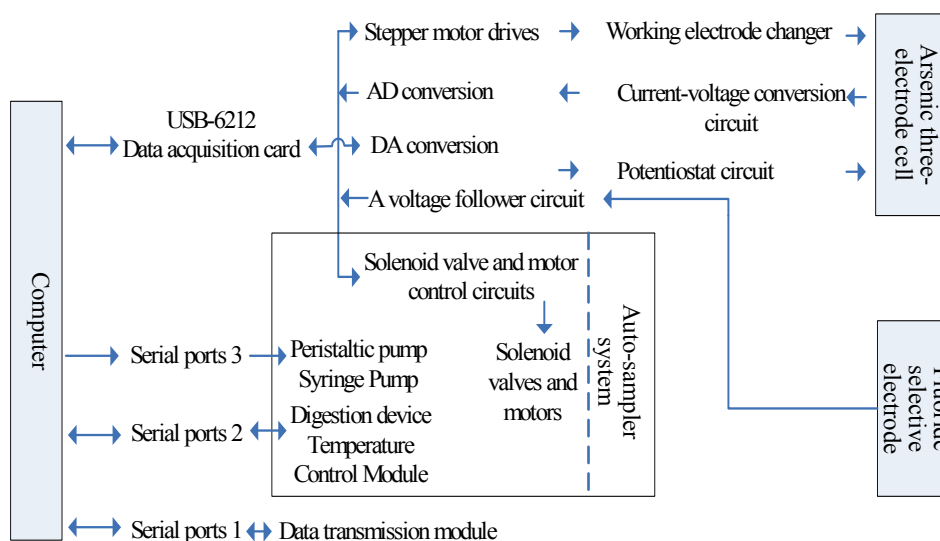 Stepper motor drives
Working electrode changer
AD conversion
Current-voltage conversion
circuit
Arsenic three-
electrode cell
USB-6212
Data acquisition card
DA conversion
Potentiostat circuit
A voltage follower circuit
Computer
Solenoid valve and motor
control circuits
Auto-sampler
system
Serial ports 3
Peristaltic pump
Syringe Pump
Solenoid
valves and
motors
Fluoride
selective
electrode
Serial ports 2
Digestion device
Temperature
Control Module
Serial ports 1
Data transmission module